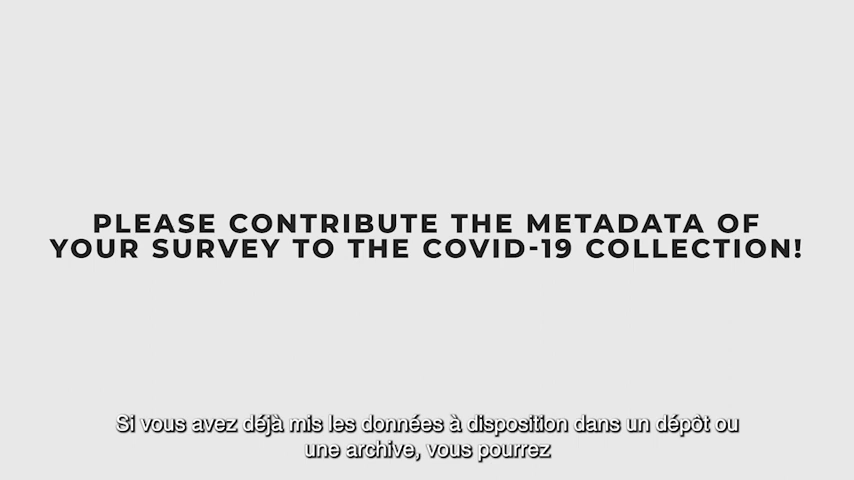 PLEASE CONTRIBUTE THE METADATA OF
YOUR SURVEY TO THE COVID-19 COLLECTION!
Si vous avez déjà mis les données à disposition dans un dépôt ou
une archive, vous pourrez